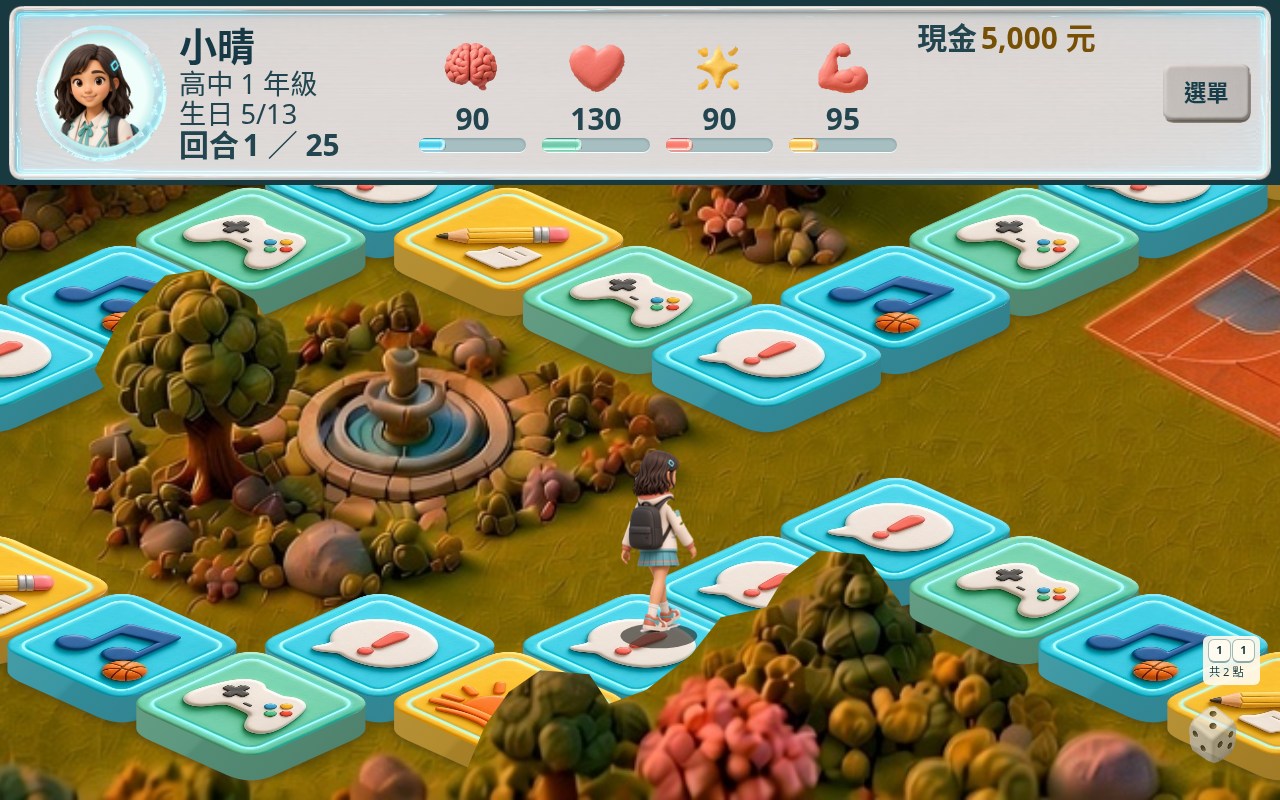 小晴
高中 1 年級
生日 5/13
回合 1 ／ 25
90
130
90
95
現金 5,000 元
選單
1 1
共 2 點